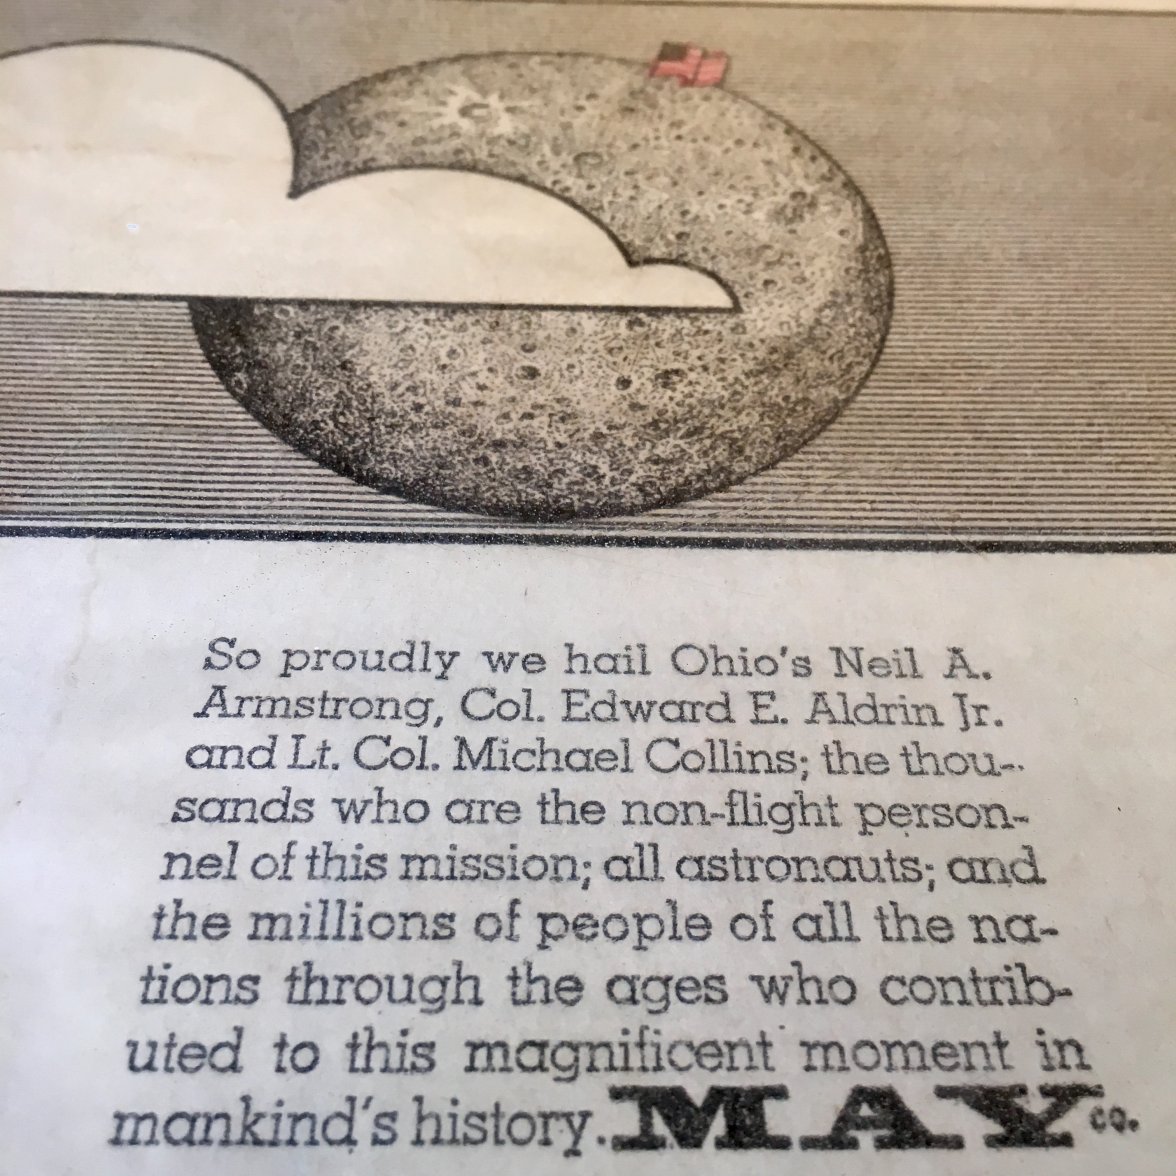 So proudly we hail Ohio's Neil A.
Armstrong, Col. Edward E. Aldrin Jr.
and Lt. Col. Michael Collins; the thou-
sands who are the non-flight person-
nel of this mission; all astronauts; and
the millions of people of all the na-
tions through the ages who contrib-
uted to this magnificent moment in
mankind's history. MAY co.